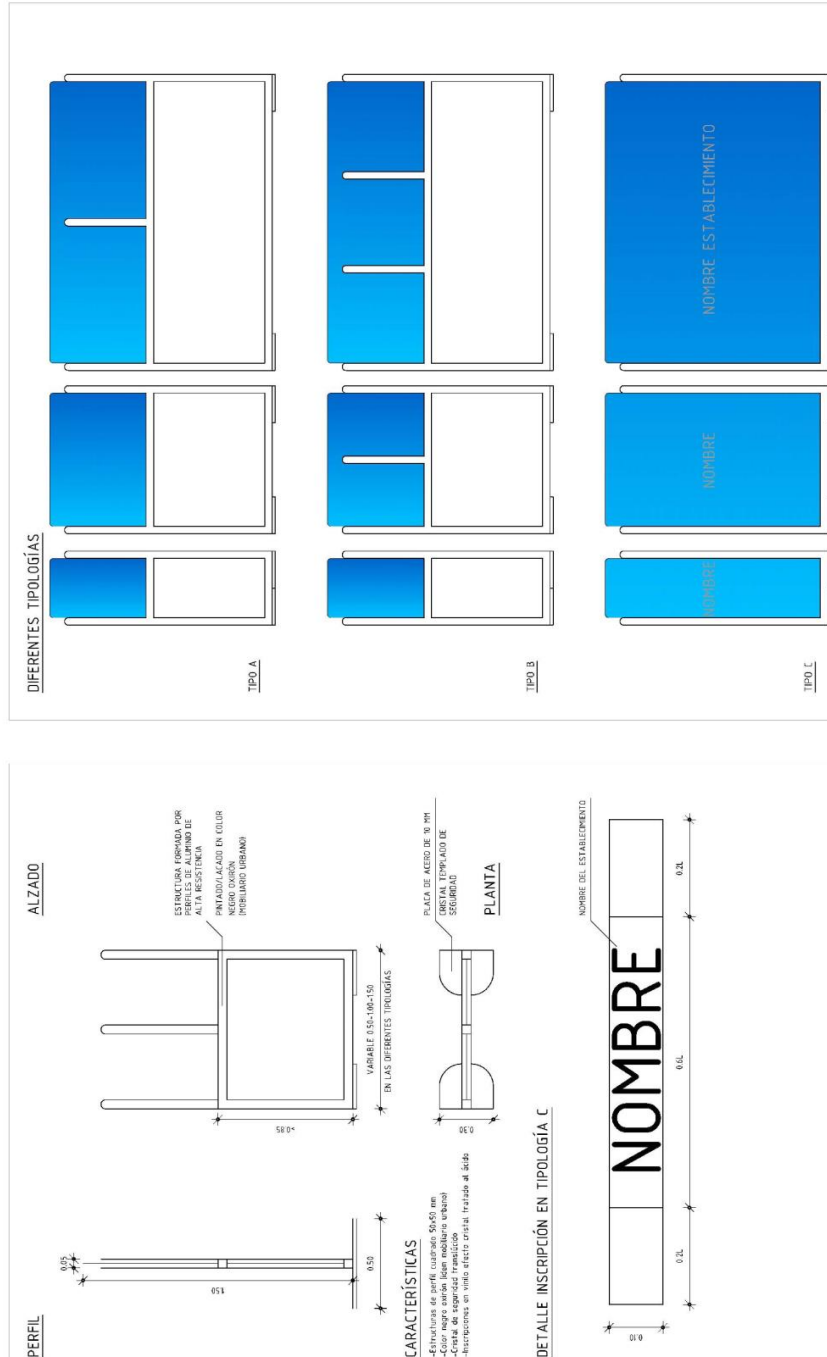 DIFERENTES TIPOLOGÍAS
TIPO A
TIPO B
NOMBRE
NOMBRE
NOMBRE ESTABLECIMIENTO
TIPO C
PERFIL
0.05
1.50
0.50
ALZADO
ESTRUCTURA FORMADA POR
PERFILES DE ALUMINIO DE
ALTA RESISTENCIA
PINTADO/LACADO EN COLOR
NEGRO OXIRÓN
(MOBILIARIO URBANO)
>0.85
VARIABLE 0.50-1.00-1.50
EN LAS DIFERENTES TIPOLOGÍAS
CARACTERÍSTICAS
-Estructuras de perfil cuadrado 50x50 mm
-Color negro oxirón (idem mobiliario urbano)
-Cristal de seguridad translúcido
-Inscripciones en vinilo efecto cristal tratado al ácido
0.30
PLACA DE ACERO DE 10 MM
CRISTAL TEMPLADO DE
SEGURIDAD
PLANTA
DETALLE INSCRIPCIÓN EN TIPOLOGÍA C
NOMBRE DEL ESTABLECIMIENTO
NOMBRE
0.10
0.2L
0.6L
0.2L